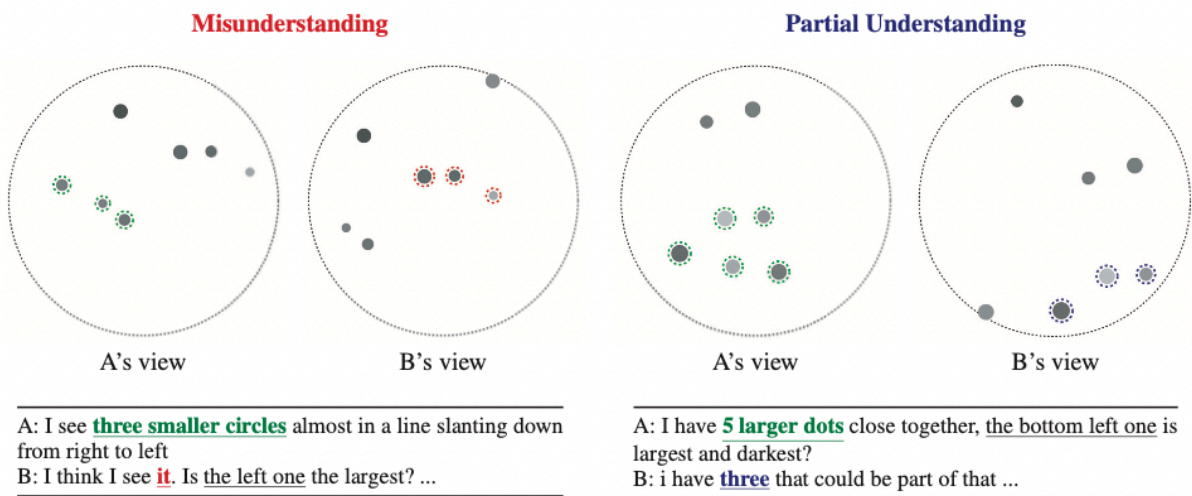 Misunderstanding
A's view
B's view
A: I see three smaller circles almost in a line slanting down
from right to left
B: I think I see it. Is the left one the largest? ...
Partial Understanding
A's view
B's view
A: I have 5 larger dots close together, the bottom left one is
largest and darkest?
B: i have three that could be part of that ...